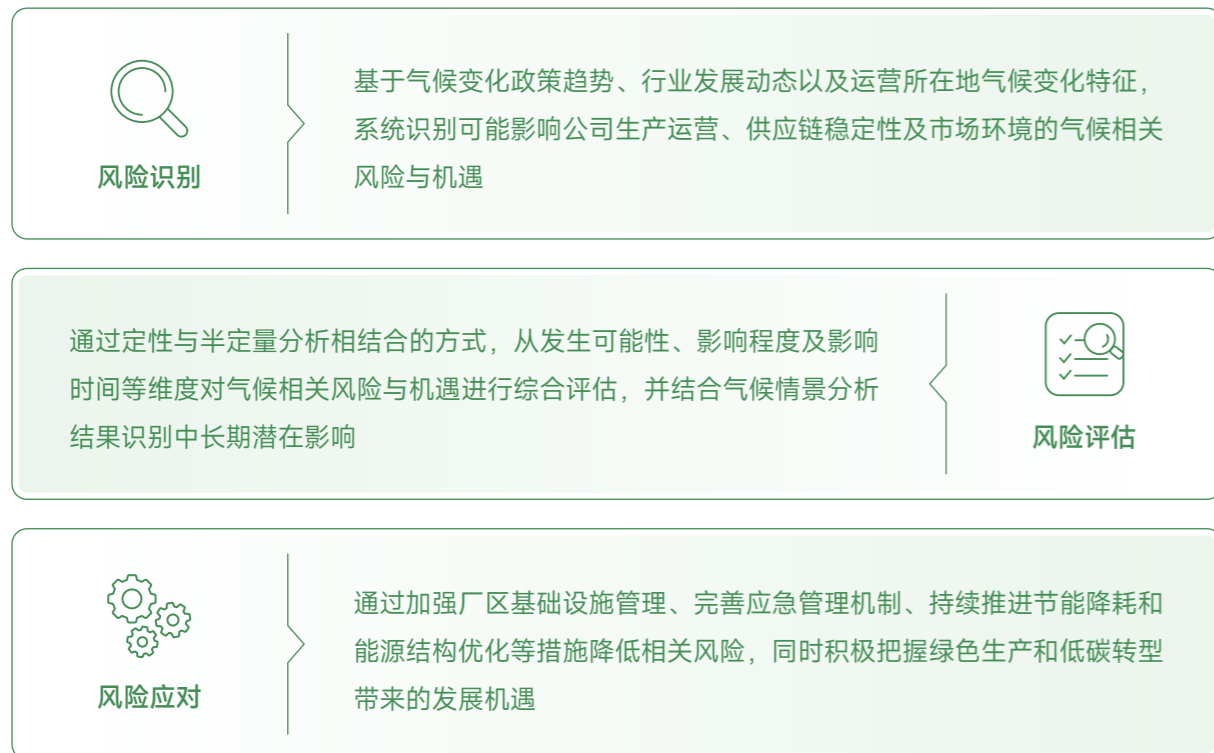 风险识别
基于气候变化政策趋势、行业发展动态以及运营所在地气候变化特征，
系统识别可能影响公司生产运营、供应链稳定性及市场环境的气候相关
风险与机遇
通过定性与半定量分析相结合的方式，从发生可能性、影响程度及影响
时间等维度对气候相关风险与机遇进行综合评估，并结合气候情景分析
结果识别中长期潜在影响
风险评估
风险应对
通过加强厂区基础设施管理、完善应急管理机制、持续推进节能降耗和
能源结构优化等措施降低相关风险，同时积极把握绿色生产和低碳转型
带来的发展机遇